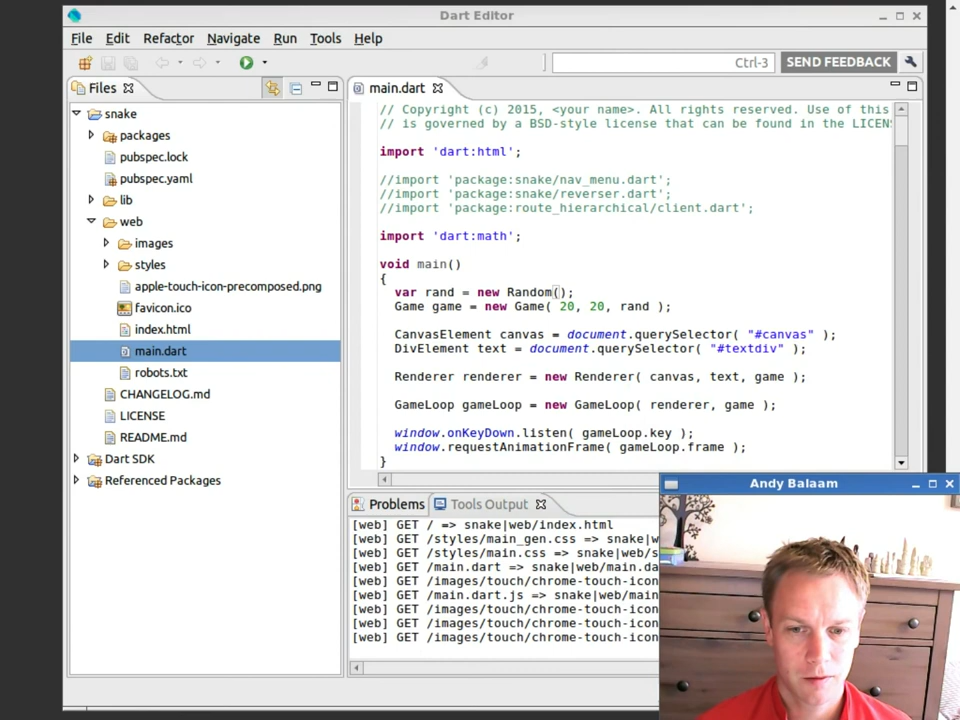 Dart Editor
File Edit Refactor Navigate Run Tools Help
Ctrl-3
SEND FEEDBACK
Files
main.dart
snake
packages
pubspec.lock
pubspec.yaml
lib
web
images
styles
apple-touch-icon-precomposed.png
favicon.ico
index.html
main.dart
robots.txt
CHANGELOG.md
LICENSE
README.md
Dart SDK
Referenced Packages
// Copyright (c) 2015, <your name>. All rights reserved. Use of this
// is governed by a BSD-style license that can be found in the LICEN
import 'dart:html';
//import 'package:snake/nav_menu.dart';
//import 'package:snake/reverser.dart';
//import 'package:route_hierarchical/client.dart';
import 'dart:math';
void main()
{
var rand = new Random();
Game game = new Game( 20, 20, rand );
CanvasElement canvas = document.querySelector( "#canvas" );
DivElement text = document.querySelector( "#textdiv" );
Renderer renderer = new Renderer( canvas, text, game );
GameLoop gameLoop = new GameLoop( renderer, game );
window.onKeyDown.listen( gameLoop.key );
window.requestAnimationFrame( gameLoop.frame );
}
Problems
Tools Output
[web] GET / => snake|web/index.html
[web] GET /styles/main_gen.css => snake|w
[web] GET /styles/main.css => snake|web/s
[web] GET /main.dart => snake|web/main.da
[web] GET /images/touch/chrome-touch-icon
[web] GET /main.dart.js => snake|web/main
[web] GET /images/touch/chrome-touch-icon
[web] GET /images/touch/chrome-touch-icon
[web] GET /images/touch/chrome-touch-icon
Andy Balaam